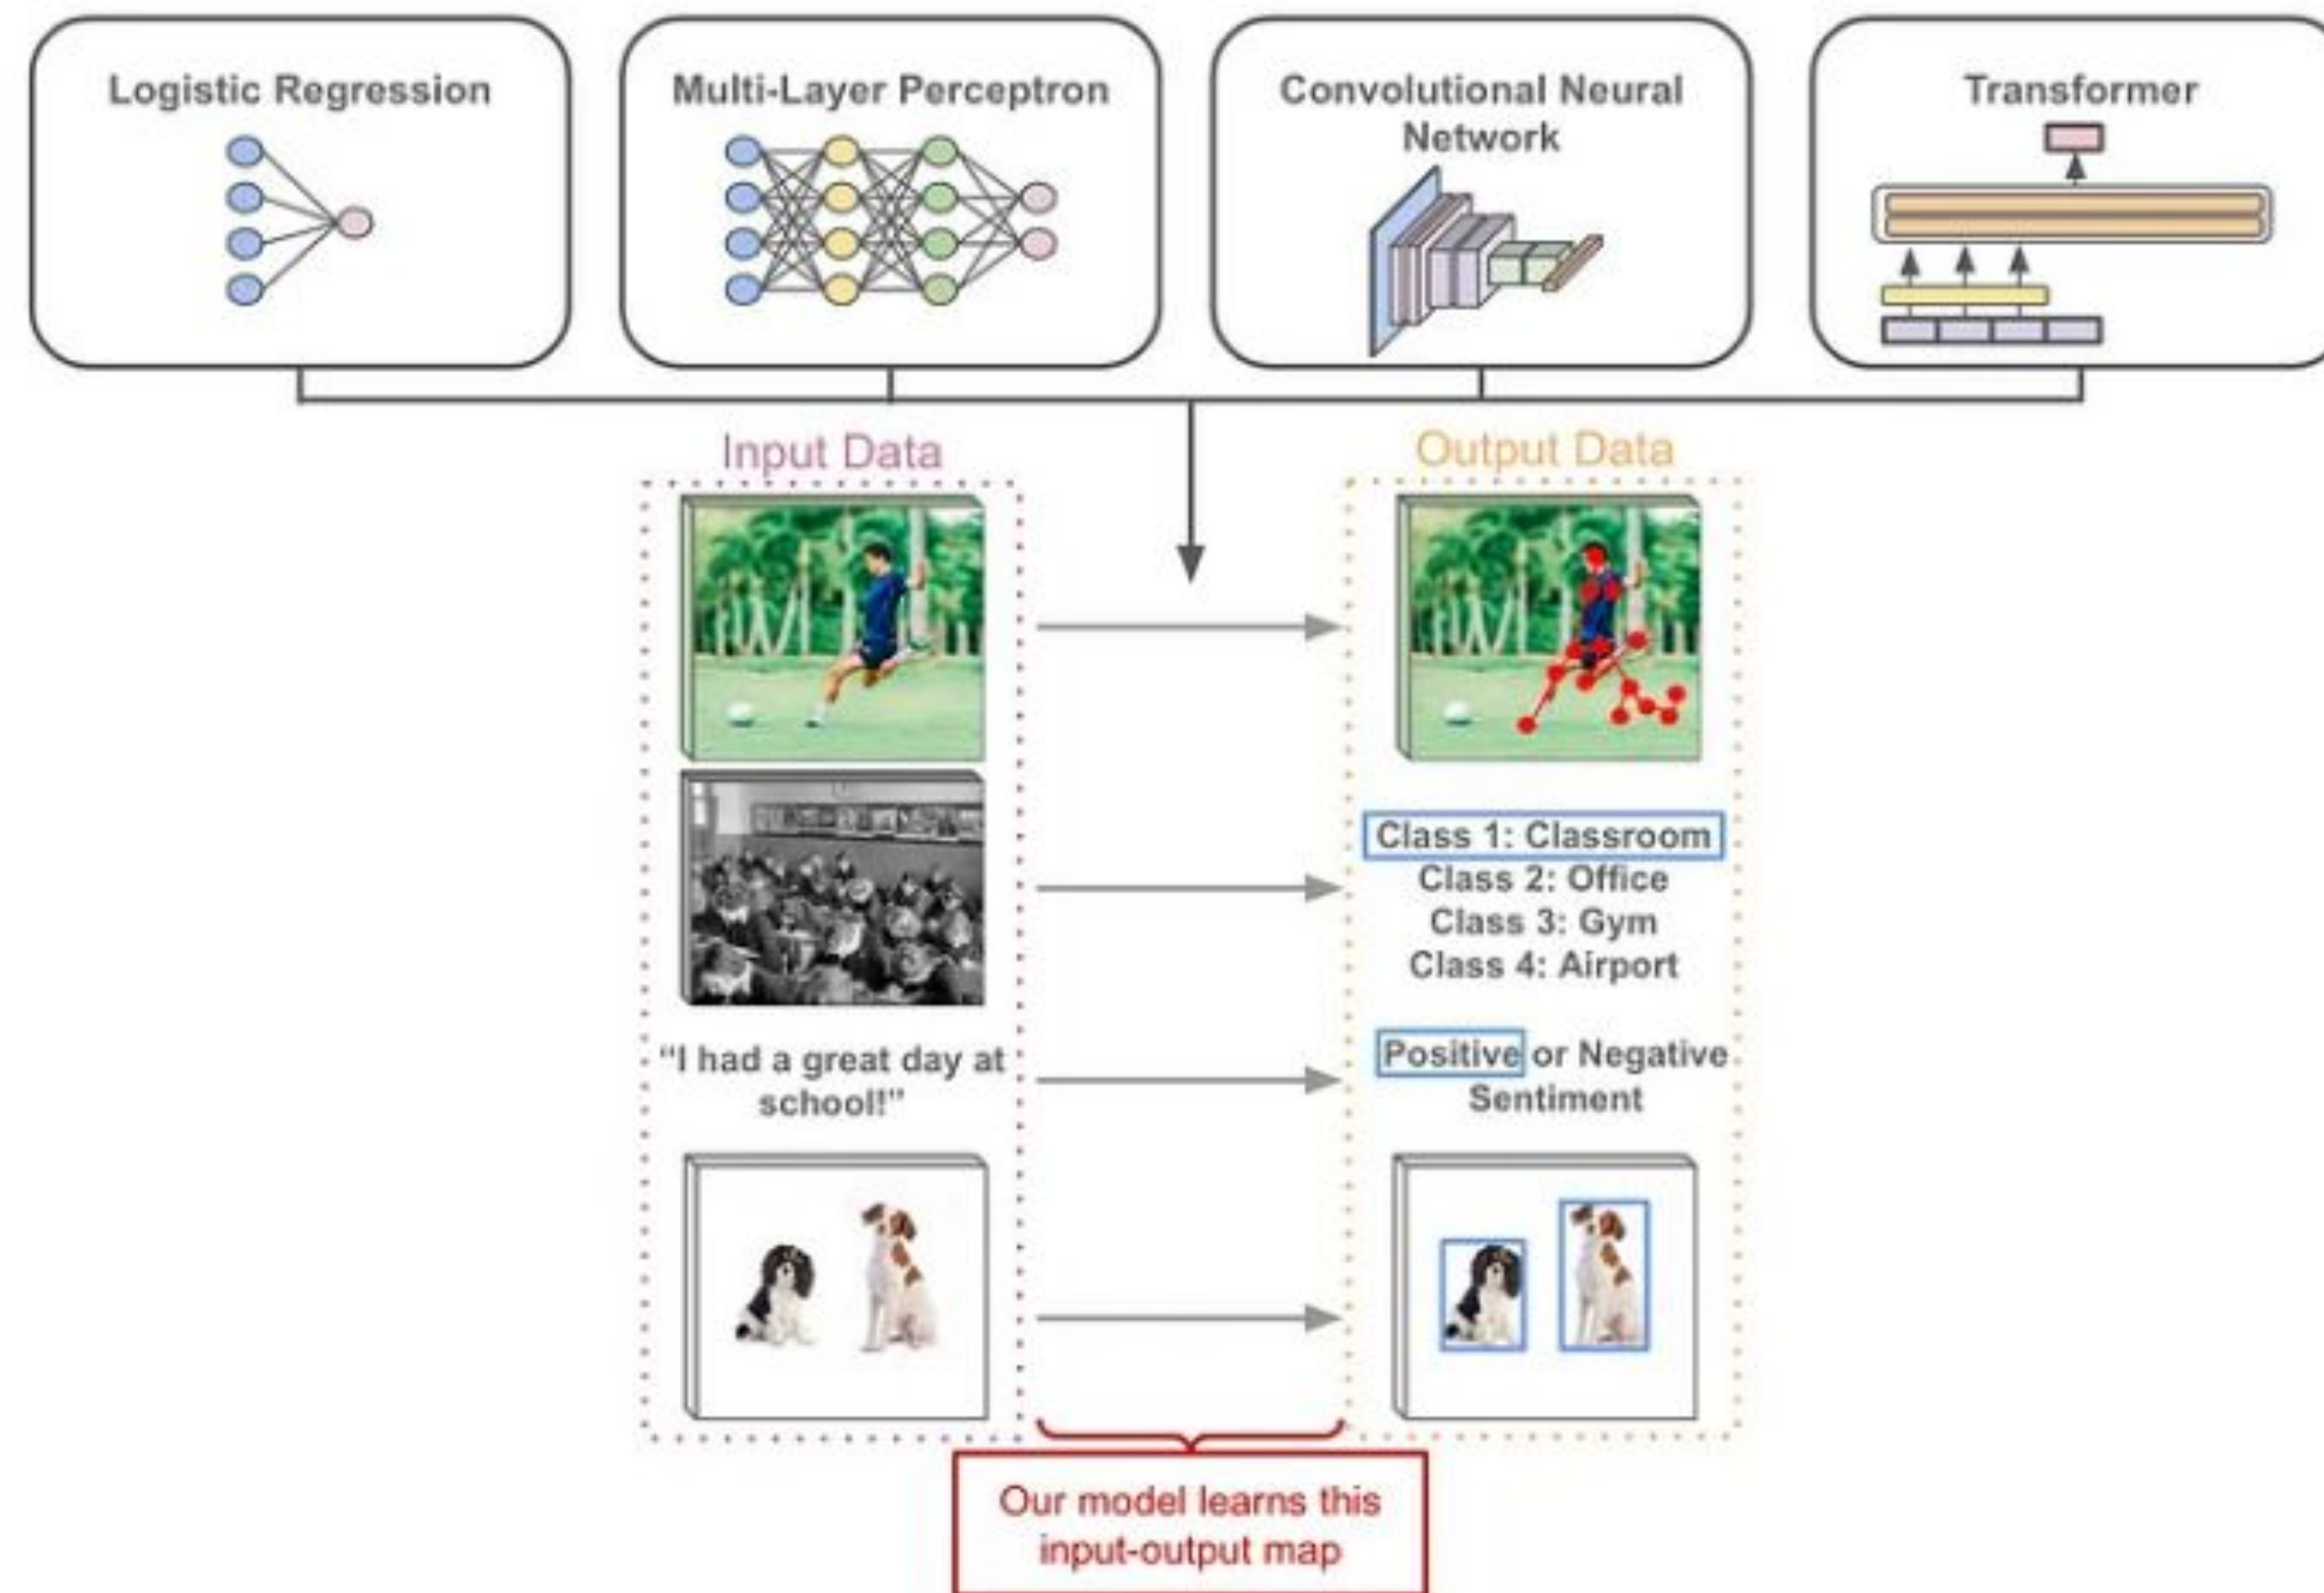 Logistic Regression
Multi-Layer Perceptron
Convolutional Neural
Network
Transformer
Input Data
Output Data
Class 1: Classroom
Class 2: Office
Class 3: Gym
Class 4: Airport
"I had a great day at
school!"
Positive or Negative
Sentiment
Our model learns this
input-output map